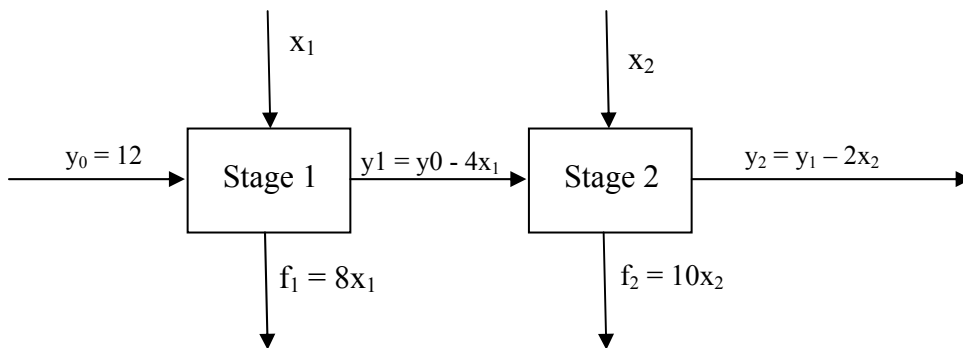 x₁
x₂
y₀ = 12
Stage 1
y1 = y0 - 4x₁
Stage 2
y₂ = y₁ – 2x₂
f₁ = 8x₁
f₂ = 10x₂